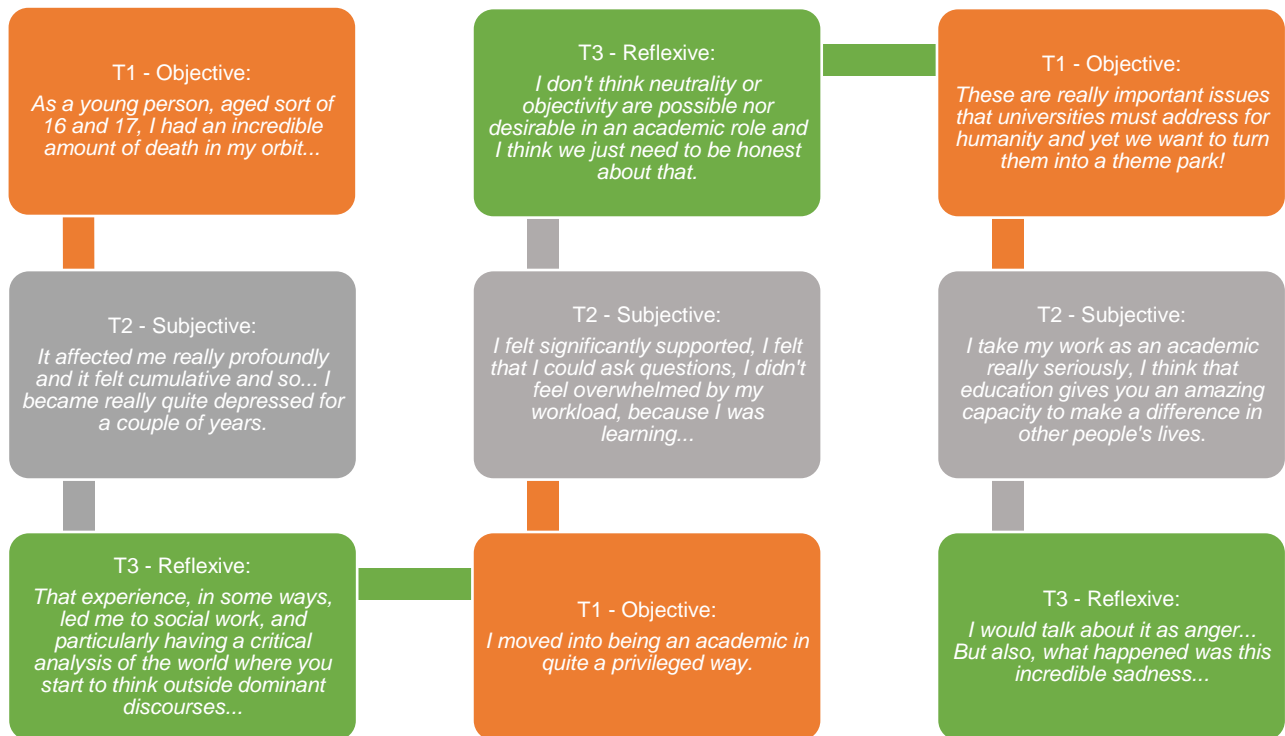 T1 - Objective:
As a young person, aged sort of
16 and 17, I had an incredible
amount of death in my orbit...
T2 - Subjective:
It affected me really profoundly
and it felt cumulative and so... I
became really quite depressed for
a couple of years.
T3 - Reflexive:
That experience, in some ways,
led me to social work, and
particularly having a critical
analysis of the world where you
start to think outside dominant
discourses...
T1 - Objective:
I moved into being an academic in
quite a privileged way.
T2 - Subjective:
I felt significantly supported, I felt
that I could ask questions, I didn't
feel overwhelmed by my
workload, because I was
learning...
T3 - Reflexive:
I don't think neutrality or
objectivity are possible nor
desirable in an academic role and
I think we just need to be honest
about that.
T1 - Objective:
These are really important issues
that universities must address for
humanity and yet we want to turn
them into a theme park!
T2 - Subjective:
I take my work as an academic
really seriously, I think that
education gives you an amazing
capacity to make a difference in
other people's lives.
T3 - Reflexive:
I would talk about it as anger...
But also, what happened was this
incredible sadness...